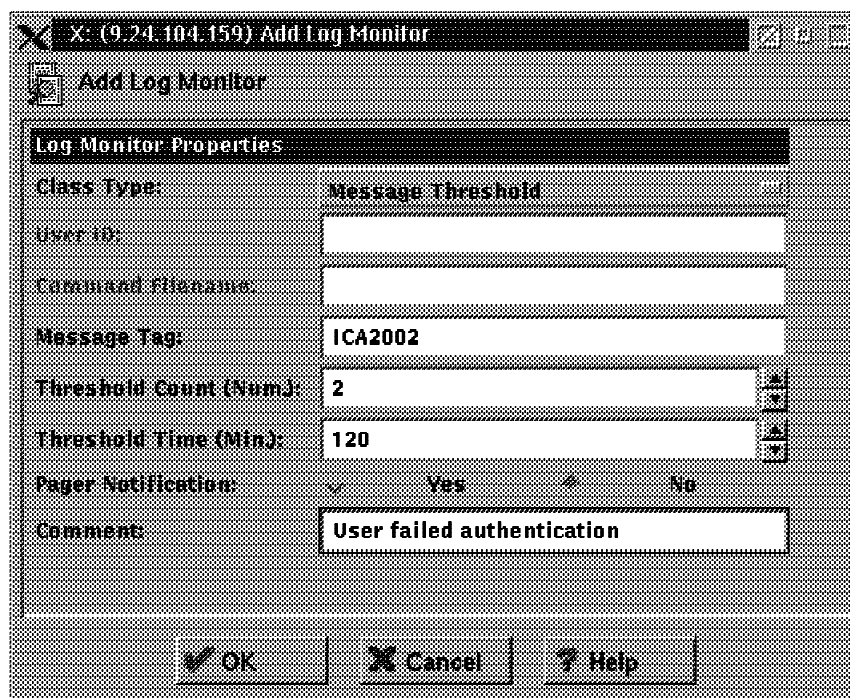 X: (9.24.104.159) Add Log Monitor
Add Log Monitor
Log Monitor Properties
Class Type: Message Threshold
User ID:
Command Filename:
Message Tag: ICA2002
Threshold Count (Num.): 2
Threshold Time (Min.): 120
Pager Notification: Yes No
Comment: User failed authentication
OK Cancel Help